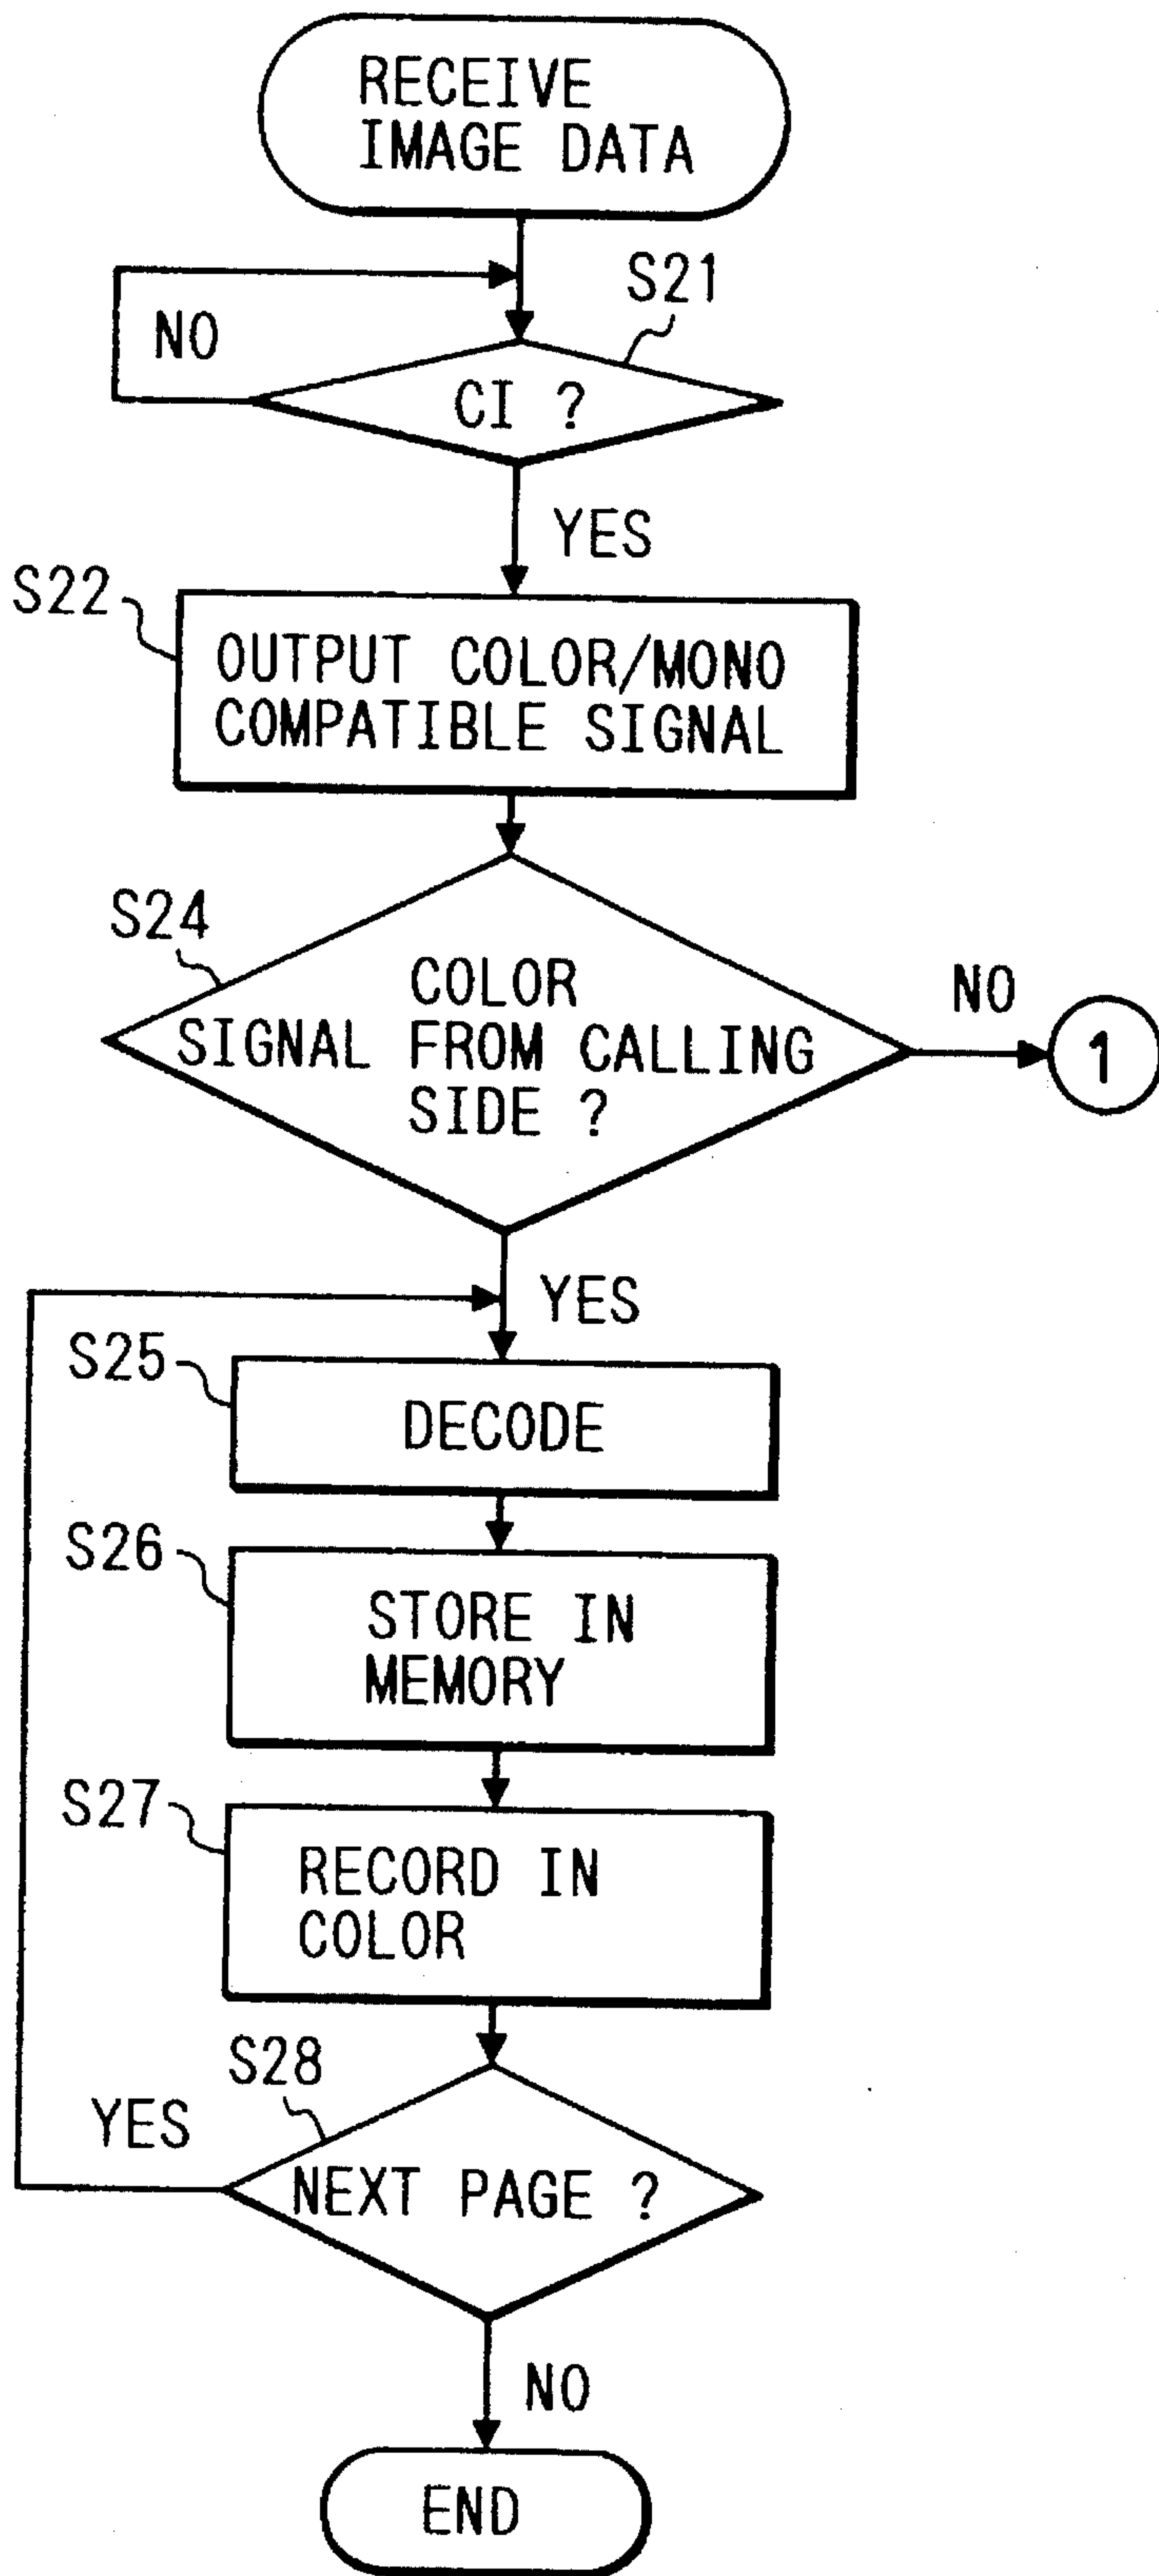 RECEIVE
IMAGE DATA
S21
NO
CI ?
YES
S22
OUTPUT COLOR/MONO
COMPATIBLE SIGNAL
S24
COLOR
SIGNAL FROM CALLING
SIDE ?
NO
1
YES
S25
DECODE
S26
STORE IN
MEMORY
S27
RECORD IN
COLOR
S28
YES
NEXT PAGE ?
NO
END